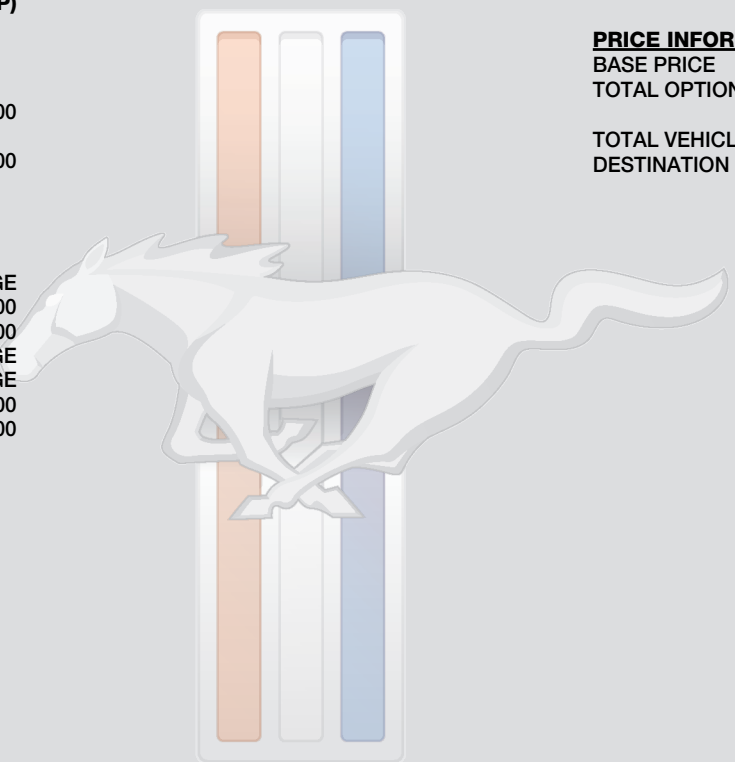 P)
00
00
GE
00
00
GE
GE
00
00
PRICE INFOR
BASE PRICE
TOTAL OPTION
TOTAL VEHICL
DESTINATION